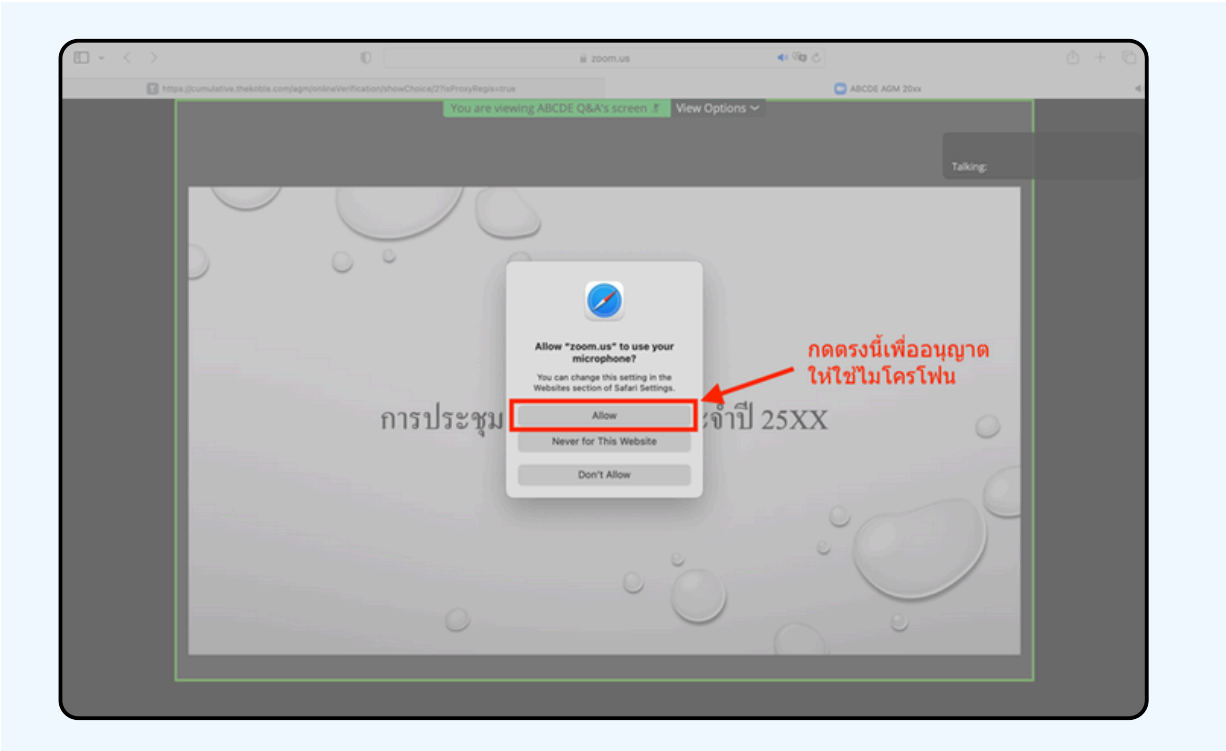 zoom.us
https://cumulative.thekoble.com/egm/onlineVerification/showChoice/2?isProxyRegis=true
ABCDE AGM 20xx
You are viewing ABCDE Q&A's screen
View Options
Talking:
Allow "zoom.us" to use your
microphone?
You can change this setting in the
Websites section of Safari Settings.
กดตรงนี้เพื่ออนุญาต
ให้ใช้ไมโครโฟน
Allow
การประชุม ะจำปี 25XX
Never for This Website
Don't Allow